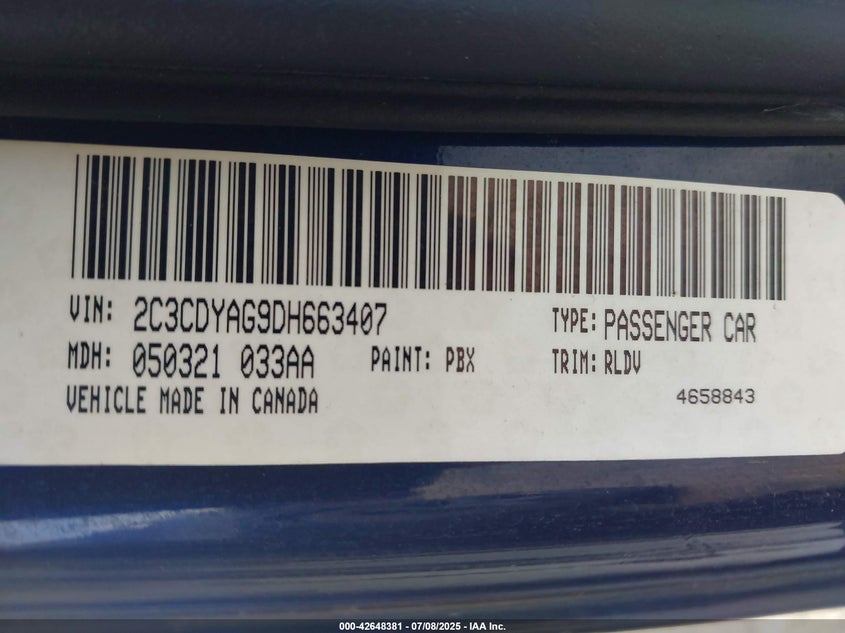 VIN: 2C3CDYAG9DH663407 TYPE: PASSENGER CAR
MDH: 050321 033AA PAINT: PBX TRIM: RLDV
VEHICLE MADE IN CANADA 4658843
000-42648381 - 07/08/2025 - IAA Inc.